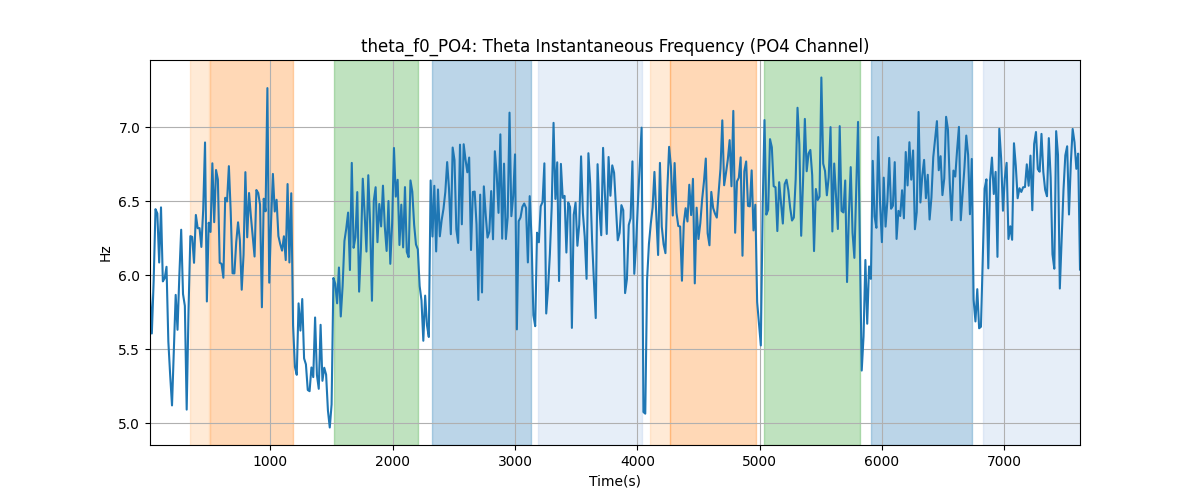 theta_f0_PO4: Theta Instantaneous Frequency (PO4 Channel)
7.0
6.5
6.0
5.5
5.0
Hz
1000 2000 3000 4000 5000 6000 7000
Time(s)